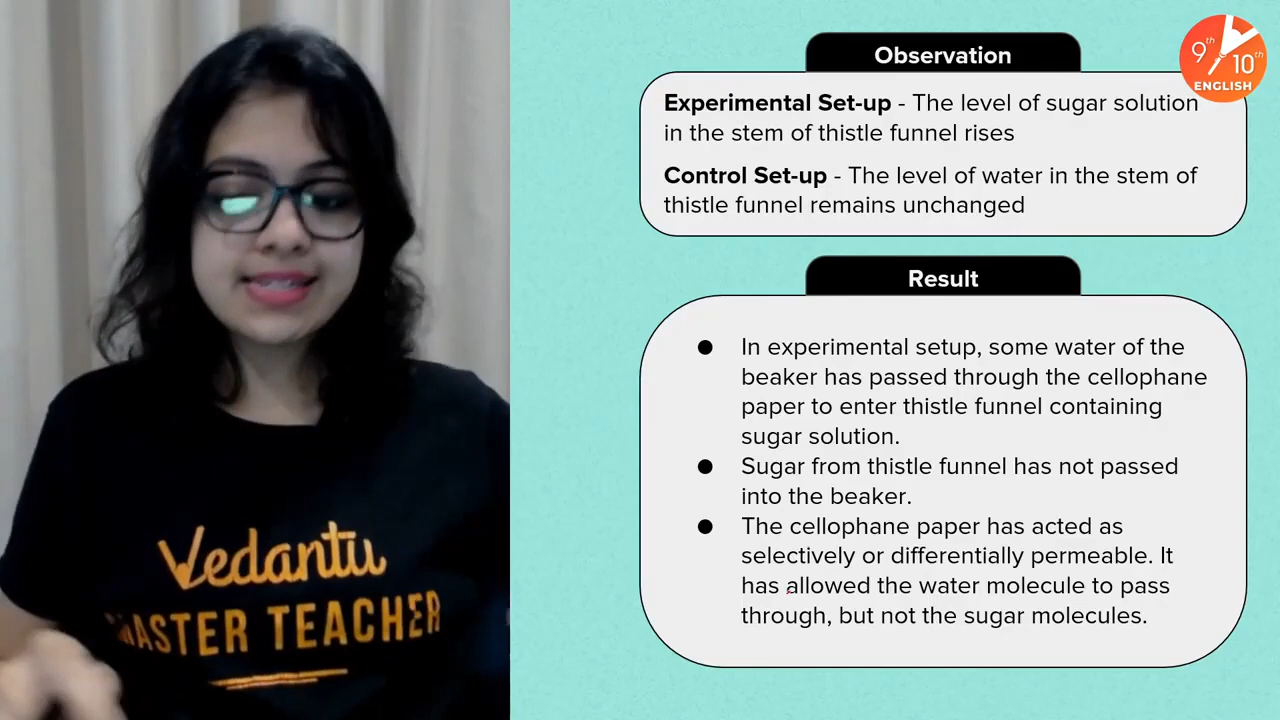 Observation
9th
10th
ENGLISH
Experimental Set-up - The level of sugar solution
in the stem of thistle funnel rises
Control Set-up - The level of water in the stem of
thistle funnel remains unchanged
Result
● In experimental setup, some water of the
beaker has passed through the cellophane
paper to enter thistle funnel containing
sugar solution.
● Sugar from thistle funnel has not passed
into the beaker.
● The cellophane paper has acted as
selectively or differentially permeable. It
has allowed the water molecule to pass
through, but not the sugar molecules.
Vedantu
MASTER TEACHER